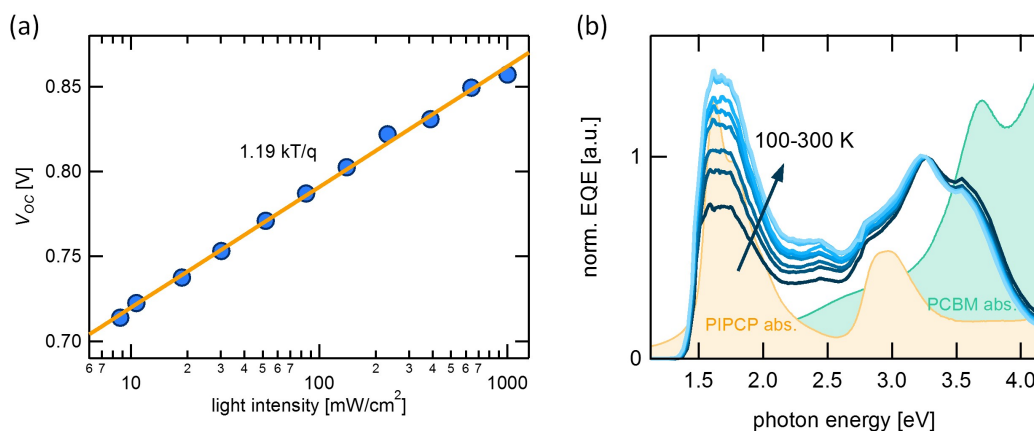 (a)
0.85
0.80
0.75
0.70
VOC [V]
1.19 kT/q
6 7 2 3 4 5 6 7 2 3 4 5 6 7
10 100 1000
light intensity [mW/cm²]
(b)
1
0
norm. EQE [a.u.]
100-300 K
PIPCP abs.
PCBM abs.
1.5 2.0 2.5 3.0 3.5 4.0
photon energy [eV]